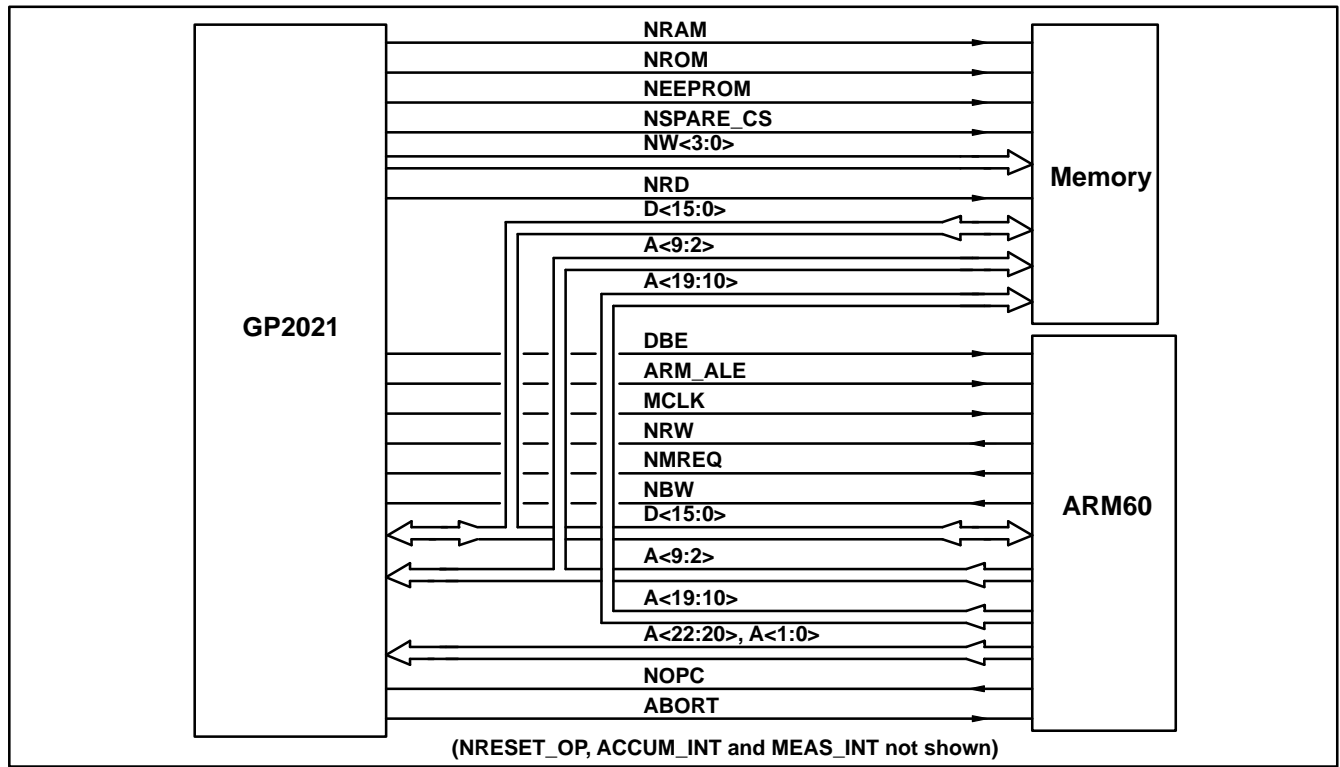 NRAM
NROM
NEEPROM
NSPARE_CS
NW<3:0>
NRD
D<15:0>
A<9:2>
A<19:10>
Memory
GP2021
DBE
ARM_ALE
MCLK
NRW
NMREQ
NBW
D<15:0>
A<9:2>
A<19:10>
A<22:20>, A<1:0>
NOPC
ABORT
ARM60
(NRESET_OP, ACCUM_INT and MEAS_INT not shown)